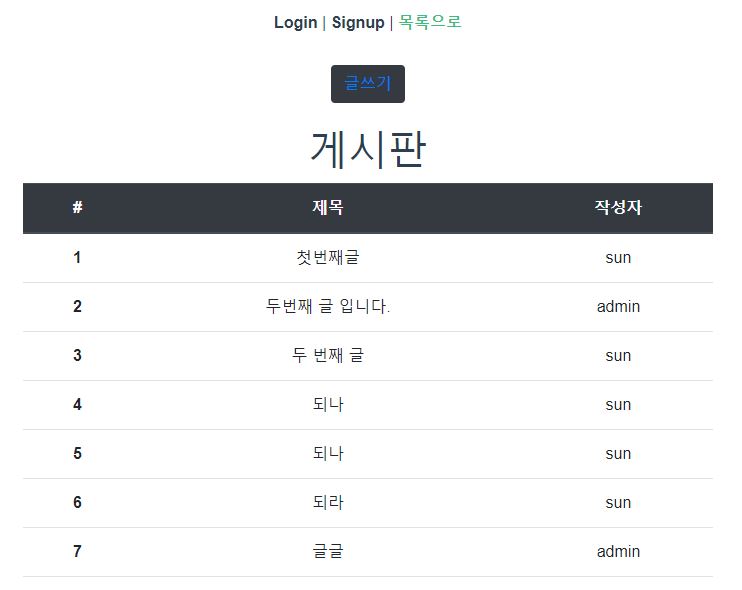 Login | Signup | 목록으로
글쓰기
게시판
# 제목 작성자
1 첫번째글 sun
2 두번째 글 입니다. admin
3 두 번째 글 sun
4 되나 sun
5 되나 sun
6 되라 sun
7 글글 admin